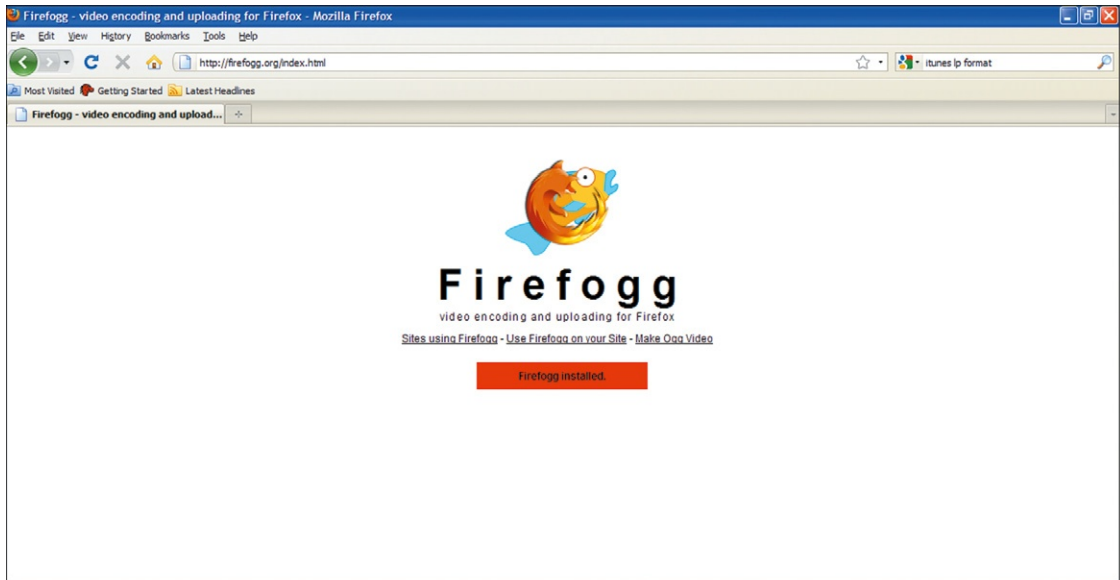 Firefogg - video encoding and uploading for Firefox - Mozilla Firefox
File Edit View History Bookmarks Tools Help
http://firefogg.org/index.html
itunes lp format
Most Visited Getting Started Latest Headlines
Firefogg - video encoding and upload...
Firefogg
video encoding and uploading for Firefox
Sites using Firefogg - Use Firefogg on your Site - Make Ogg Video
Firefogg installed.